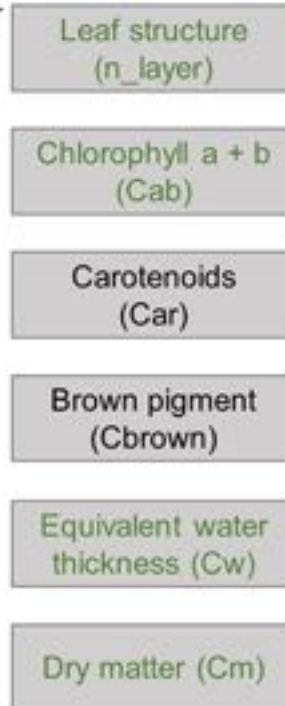 Leaf structure
(n_layer)
Chlorophyll a + b
(Cab)
Carotenoids
(Car)
Brown pigment
(Cbrown)
Equivalent water
thickness (Cw)
Dry matter (Cm)